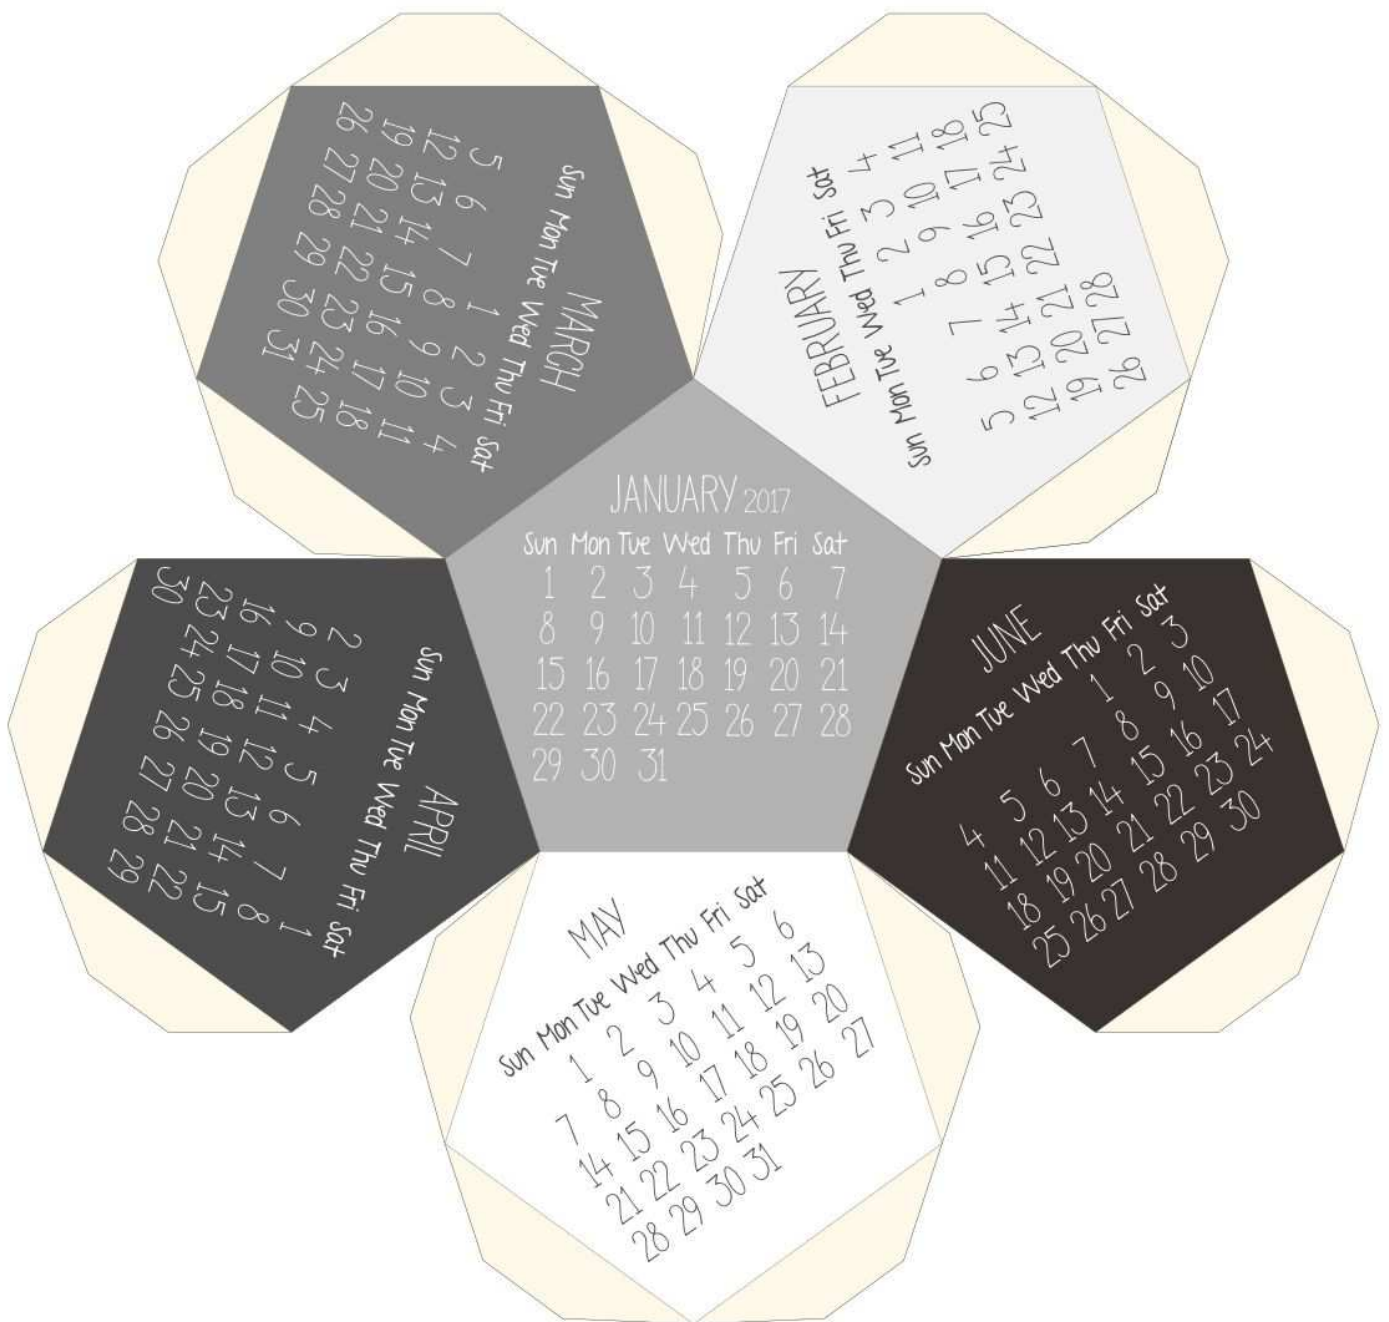 JANUARY 2017
Sun Mon Tue Wed Thu Fri Sat
1 2 3 4 5 6 7
8 9 10 11 12 13 14
15 16 17 18 19 20 21
22 23 24 25 26 27 28
29 30 31
FEBRUARY
Sun Mon Tue Wed Thu Fri Sat
1 2 3 4
5 6 7 8 9 10 11
12 13 14 15 16 17 18
19 20 21 22 23 24 25
26 27 28
MARCH
Sun Mon Tue Wed Thu Fri Sat
1 2 3 4
5 6 7 8 9 10 11
12 13 14 15 16 17 18
19 20 21 22 23 24 25
26 27 28 29 30 31
APRIL
Sun Mon Tue Wed Thu Fri Sat
1
2 3 4 5 6 7 8
9 10 11 12 13 14 15
16 17 18 19 20 21 22
23 24 25 26 27 28 29
30
MAY
Sun Mon Tue Wed Thu Fri Sat
1 2 3 4 5 6
7 8 9 10 11 12 13
14 15 16 17 18 19 20
21 22 23 24 25 26 27
28 29 30 31
JUNE
Sun Mon Tue Wed Thu Fri Sat
1 2 3
4 5 6 7 8 9 10
11 12 13 14 15 16 17
18 19 20 21 22 23 24
25 26 27 28 29 30